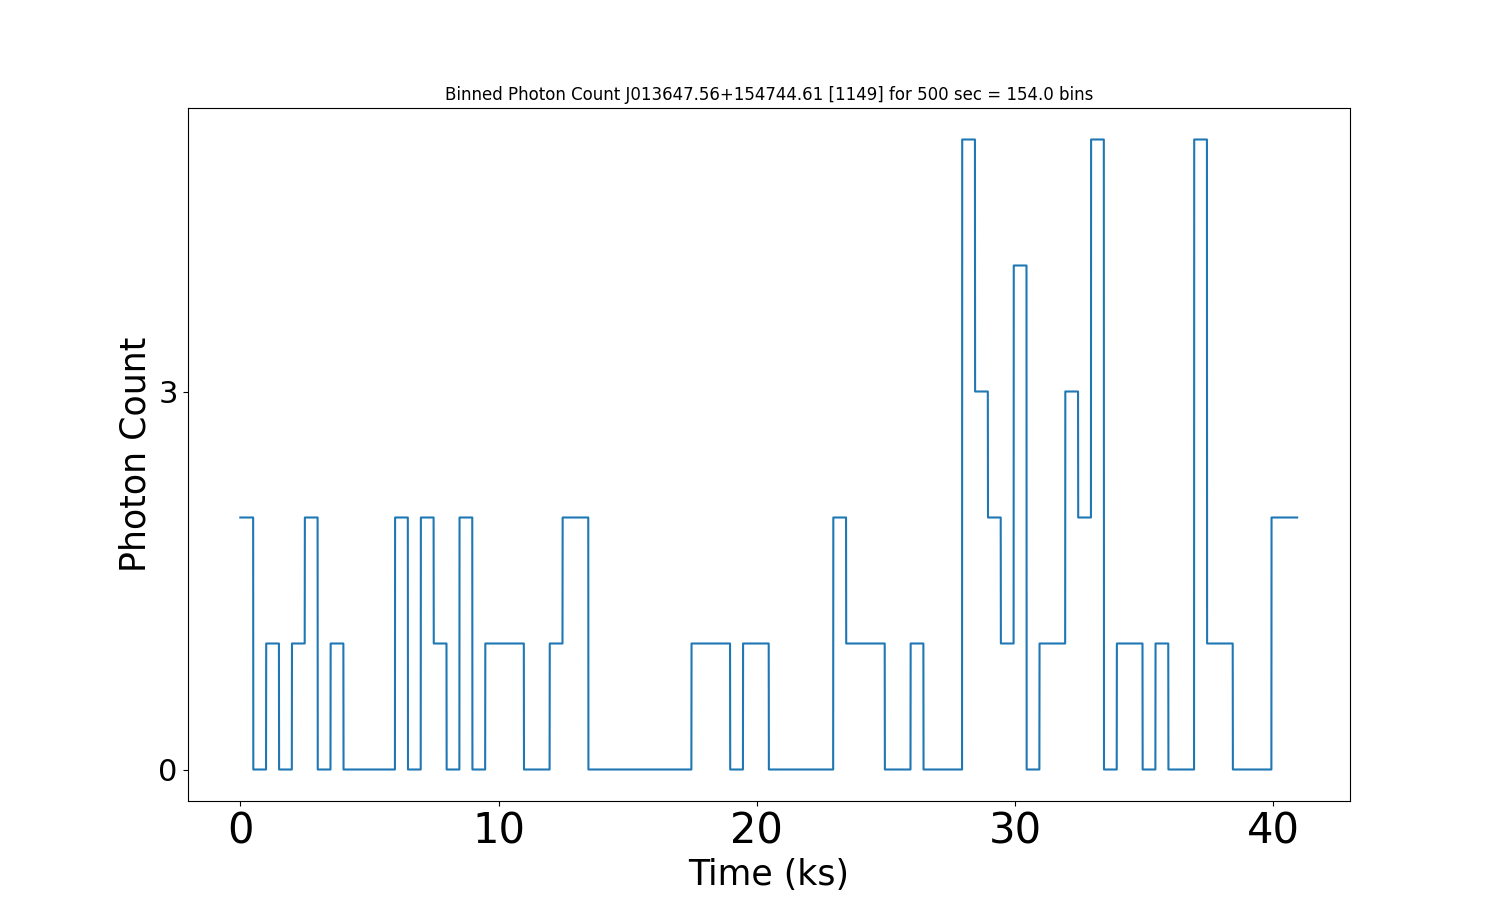 Binned Photon Count J013647.56+154744.61 [1149] for 500 sec = 154.0 bins
Photon Count
3
0
0 10 20 30 40
Time (ks)